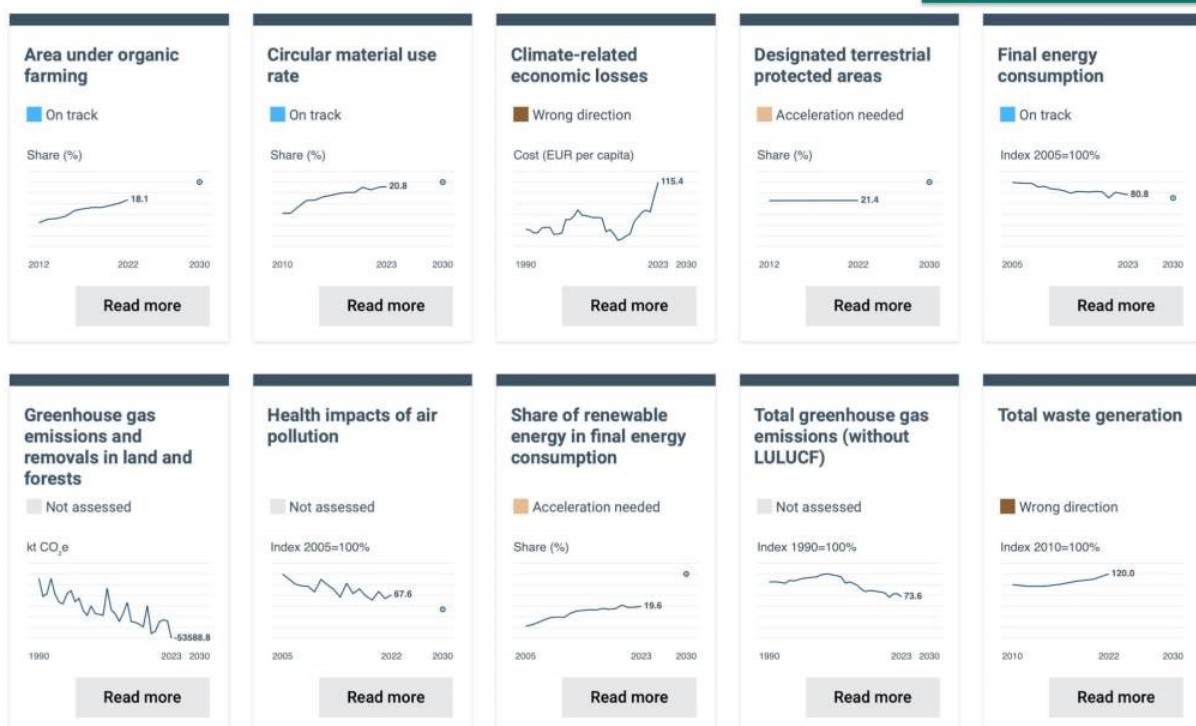 Area under organic
farming
On track
Share (%)
18.1
2012 2022 2030
Read more
Circular material use
rate
On track
Share (%)
20.8
2010 2023 2030
Read more
Climate-related
economic losses
Wrong direction
Cost (EUR per capita)
115.4
1990 2023 2030
Read more
Designated terrestrial
protected areas
Acceleration needed
Share (%)
21.4
2012 2022 2030
Read more
Final energy
consumption
On track
Index 2005=100%
80.8
2005 2023 2030
Read more
Greenhouse gas
emissions and
removals in land and
forests
Not assessed
kt CO₂e
-53588.8
1990 2023 2030
Read more
Health impacts of air
pollution
Not assessed
Index 2005=100%
67.6
2005 2022 2030
Read more
Share of renewable
energy in final energy
consumption
Acceleration needed
Share (%)
19.6
2005 2023 2030
Read more
Total greenhouse gas
emissions (without
LULUCF)
Not assessed
Index 1990=100%
73.6
1990 2023 2030
Read more
Total waste generation
Wrong direction
Index 2010=100%
120.0
2010 2022 2030
Read more